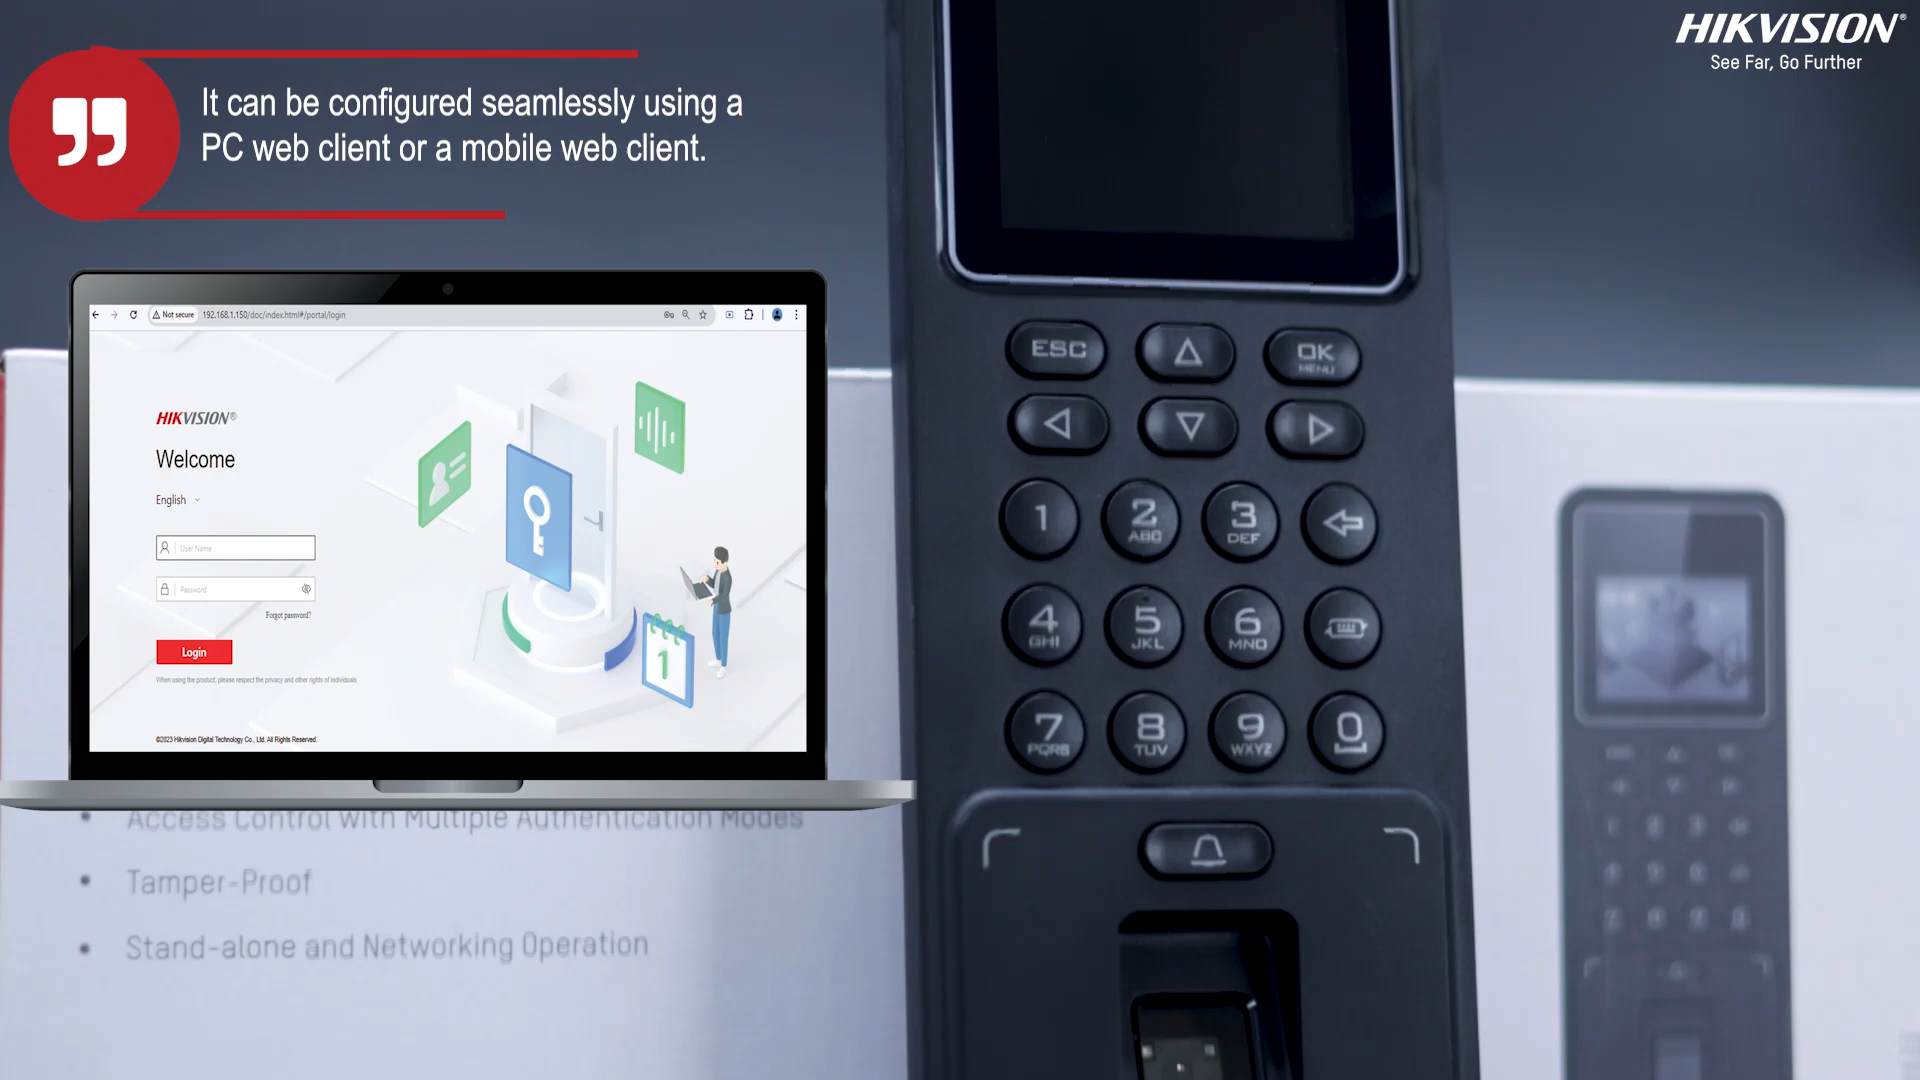 HIKVISION®
See Far, Go Further
It can be configured seamlessly using a
PC web client or a mobile web client.
Not secure 192.168.1.150/doc/index.html#/portal/login
HIKVISION®
Welcome
English
User Name
Password
Forgot password?
Login
When using the product, please respect the privacy and other rights of individuals.
©2023 Hikvision Digital Technology Co., Ltd. All Rights Reserved.
1
Access Control with Multiple Authentication Modes
• Tamper-Proof
• Stand-alone and Networking Operation
ESC
OK
MENU
1
2 ABC
3 DEF
4 GHI
5 JKL
6 MNO
7 PQRS
8 TUV
9 WXYZ
0